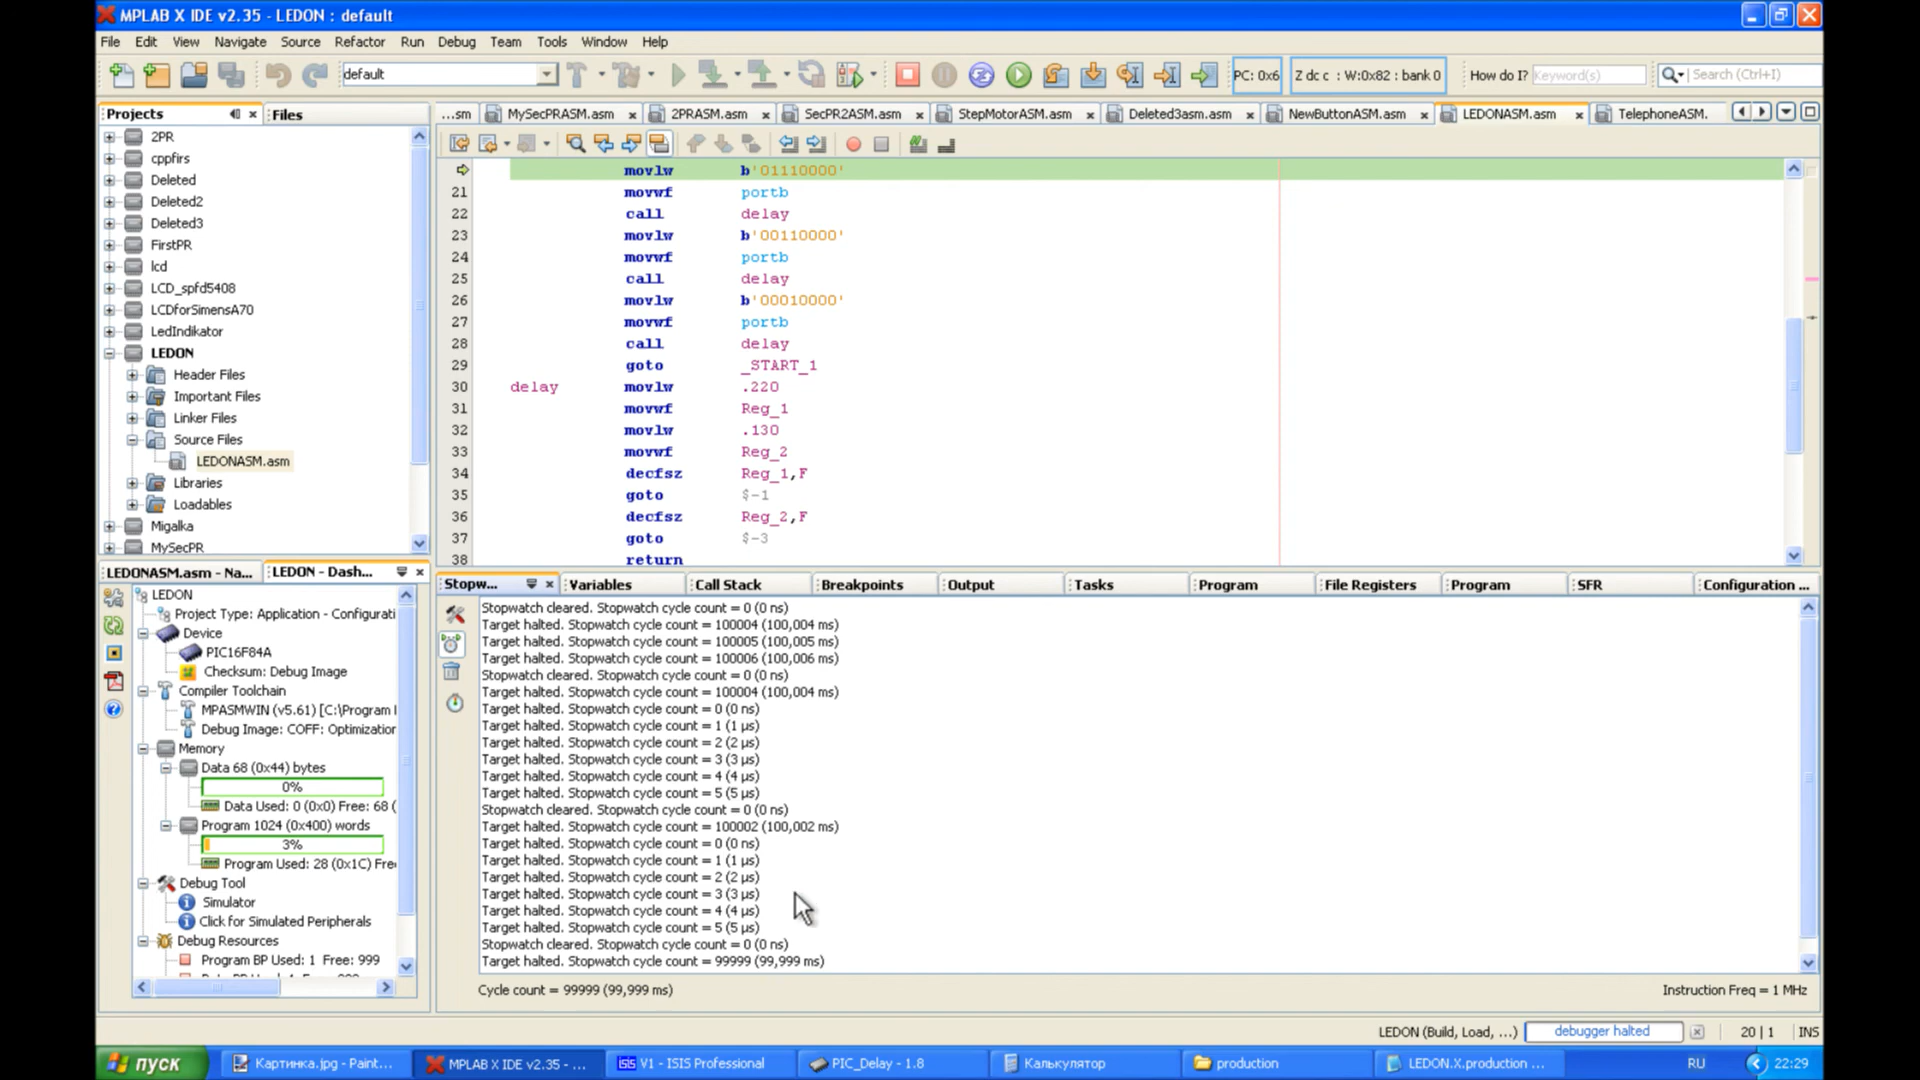 MPLAB X IDE v2.35 - LEDON : default
File Edit View Navigate Source Refactor Run Debug Team Tools Window Help
default PC: 0x6 Z dc c : W:0x82 : bank 0 How do I? Keyword(s) Search (Ctrl+I)
Projects Files
...sm MySecPRASM.asm 2PRASM.asm SecPR2ASM.asm StepMotorASM.asm Deleted3asm.asm NewButtonASM.asm LEDONASM.asm TelephoneASM.
2PR
cppfirs
Deleted
Deleted2
Deleted3
FirstPR
lcd
LCD_spfd5408
LCDforSimensA70
LedIndikator
LEDON
Header Files
Important Files
Linker Files
Source Files
LEDONASM.asm
Libraries
Loadables
Migalka
MySecPR
movlw b'01110000'
21 movwf portb
22 call delay
23 movlw b'00110000'
24 movwf portb
25 call delay
26 movlw b'00010000'
27 movwf portb
28 call delay
29 goto _START_1
30 delay movlw .220
31 movwf Reg_1
32 movlw .130
33 movwf Reg_2
34 decfsz Reg_1,F
35 goto $-1
36 decfsz Reg_2,F
37 goto $-3
38 return
LEDONASM.asm - Na... LEDON - Dash...
LEDON
Project Type: Application - Configurati
Device
PIC16F84A
Checksum: Debug Image
Compiler Toolchain
MPASMWIN (v5.61) [C:\Program
Debug Image: COFF: Optimization
Memory
Data 68 (0x44) bytes
0%
Data Used: 0 (0x0) Free: 68 (
Program 1024 (0x400) words
3%
Program Used: 28 (0x1C) Fre
Debug Tool
Simulator
Click for Simulated Peripherals
Debug Resources
Program BP Used: 1 Free: 999
Stopw... Variables Call Stack Breakpoints Output Tasks Program File Registers Program SFR Configuration ...
Stopwatch cleared. Stopwatch cycle count = 0 (0 ns)
Target halted. Stopwatch cycle count = 100004 (100,004 ms)
Target halted. Stopwatch cycle count = 100005 (100,005 ms)
Target halted. Stopwatch cycle count = 100006 (100,006 ms)
Stopwatch cleared. Stopwatch cycle count = 0 (0 ns)
Target halted. Stopwatch cycle count = 100004 (100,004 ms)
Target halted. Stopwatch cycle count = 0 (0 ns)
Target halted. Stopwatch cycle count = 1 (1 µs)
Target halted. Stopwatch cycle count = 2 (2 µs)
Target halted. Stopwatch cycle count = 3 (3 µs)
Target halted. Stopwatch cycle count = 4 (4 µs)
Target halted. Stopwatch cycle count = 5 (5 µs)
Stopwatch cleared. Stopwatch cycle count = 0 (0 ns)
Target halted. Stopwatch cycle count = 100002 (100,002 ms)
Target halted. Stopwatch cycle count = 0 (0 ns)
Target halted. Stopwatch cycle count = 1 (1 µs)
Target halted. Stopwatch cycle count = 2 (2 µs)
Target halted. Stopwatch cycle count = 3 (3 µs)
Target halted. Stopwatch cycle count = 4 (4 µs)
Target halted. Stopwatch cycle count = 5 (5 µs)
Stopwatch cleared. Stopwatch cycle count = 0 (0 ns)
Target halted. Stopwatch cycle count = 99999 (99,999 ms)
Cycle count = 99999 (99,999 ms) Instruction Freq = 1 MHz
LEDON (Build, Load, ...) debugger halted 20 | 1 INS
пуск Картинка.jpg - Paint... MPLAB X IDE v2.35 - ... V1 - ISIS Professional PIC_Delay - 1.8 Калькулятор production LEDON.X.production ... RU 22:29